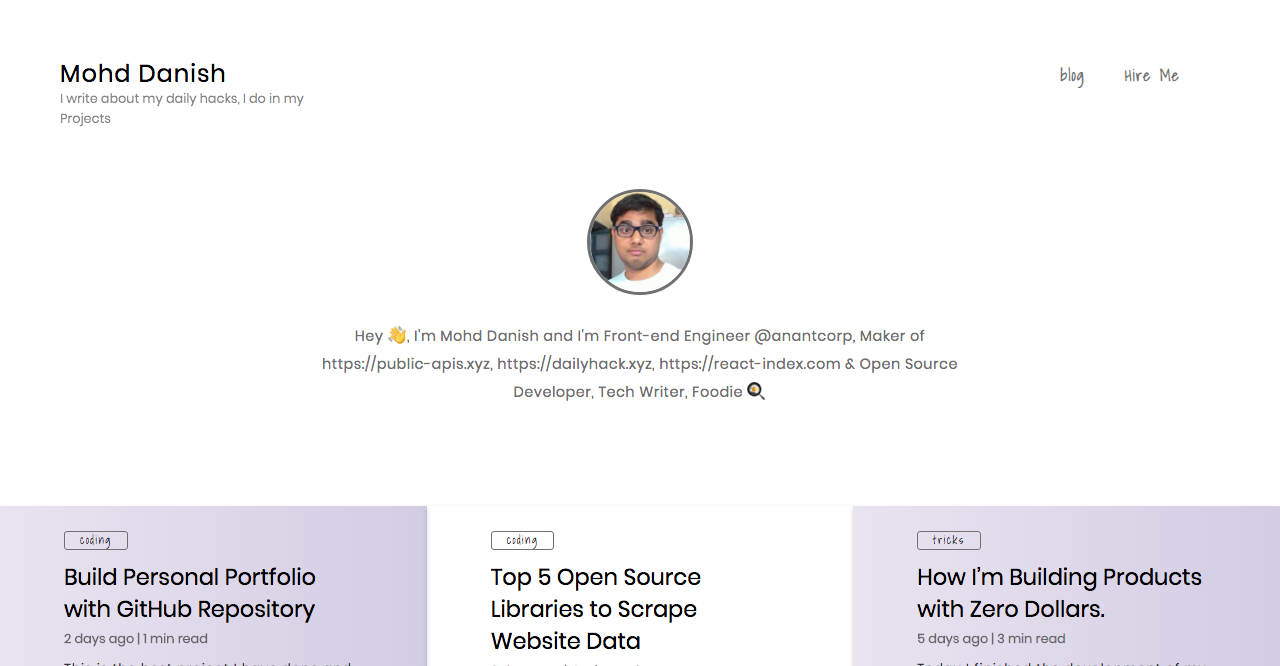 Mohd Danish
I write about my daily hacks, I do in my
Projects
blog
Hire Me
Hey 👋, I'm Mohd Danish and I'm Front-end Engineer @anantcorp, Maker of
https://public-apis.xyz, https://dailyhack.xyz, https://react-index.com & Open Source
Developer, Tech Writer, Foodie 🍳
coding
Build Personal Portfolio
with GitHub Repository
2 days ago | 1 min read
coding
Top 5 Open Source
Libraries to Scrape
Website Data
tricks
How I’m Building Products
with Zero Dollars.
5 days ago | 3 min read